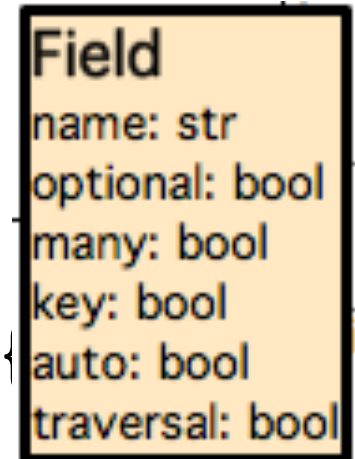 Field
name: str
optional: bool
many: bool
key: bool
auto: bool
traversal: bool